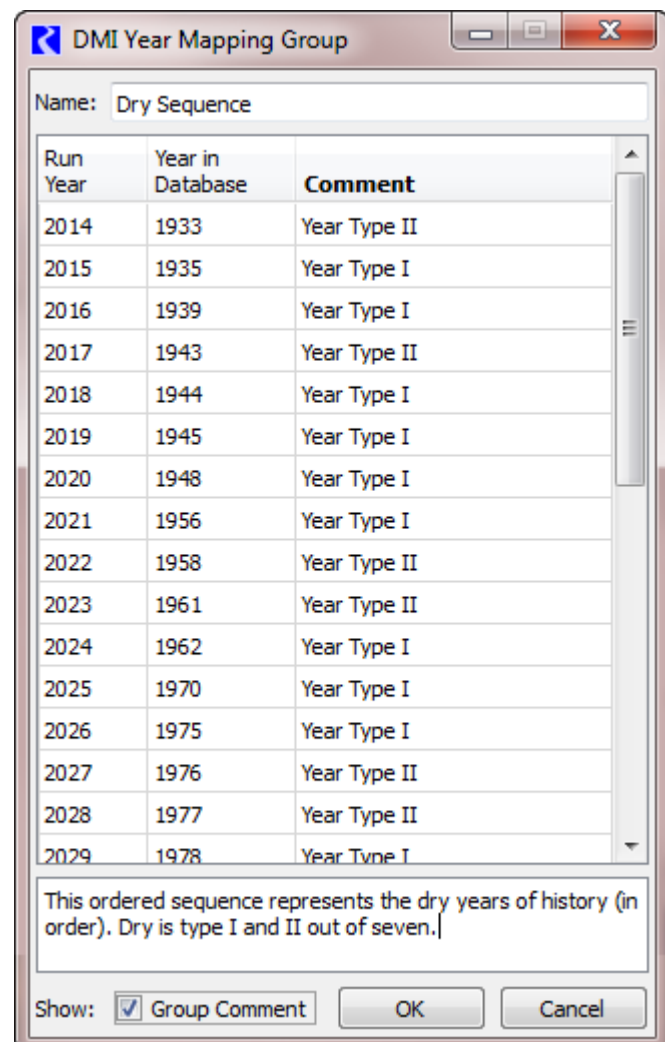 DMI Year Mapping Group
Name: Dry Sequence
Run Year in
Year Database Comment
2014 1933 Year Type II
2015 1935 Year Type I
2016 1939 Year Type I
2017 1943 Year Type II
2018 1944 Year Type I
2019 1945 Year Type I
2020 1948 Year Type I
2021 1956 Year Type I
2022 1958 Year Type II
2023 1961 Year Type II
2024 1962 Year Type I
2025 1970 Year Type I
2026 1975 Year Type I
2027 1976 Year Type II
2028 1977 Year Type II
2029 1978 Year Type I
This ordered sequence represents the dry years of history (in
order). Dry is type I and II out of seven.
Show: Group Comment OK Cancel